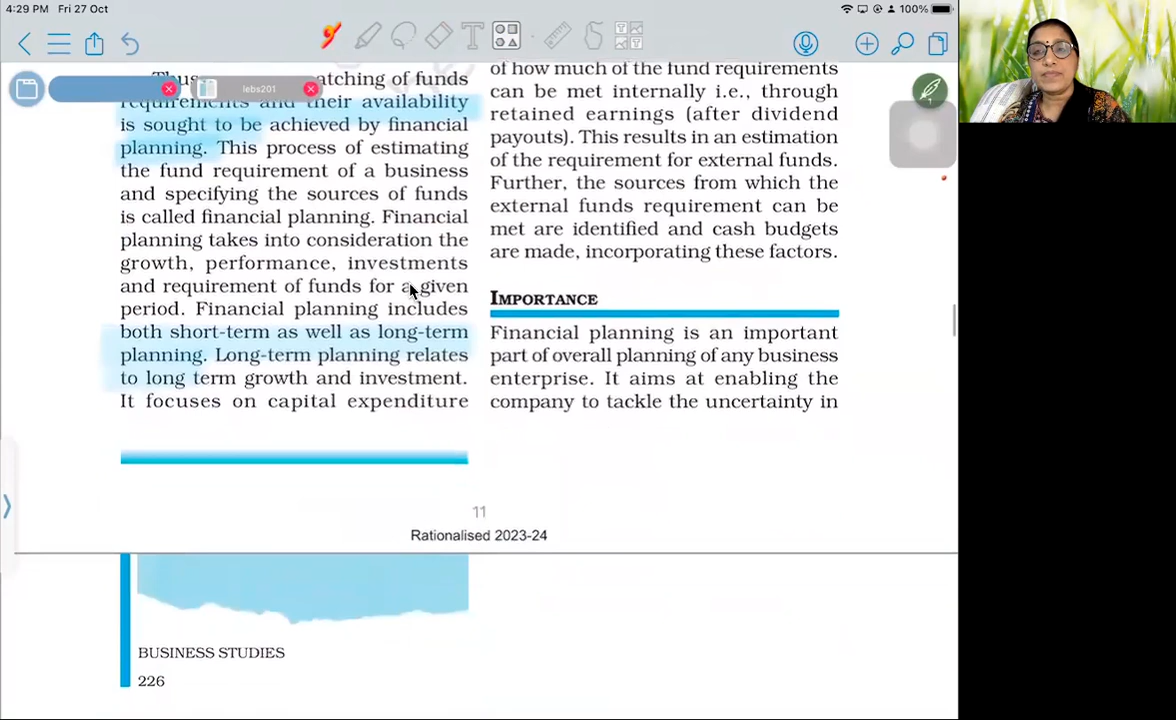 4:29 PM Fri 27 Oct
100%
lebs201
Thus atching of funds
requirements and their availability
is sought to be achieved by financial
planning. This process of estimating
the fund requirement of a business
and specifying the sources of funds
is called financial planning. Financial
planning takes into consideration the
growth, performance, investments
and requirement of funds for a given
period. Financial planning includes
both short-term as well as long-term
planning. Long-term planning relates
to long term growth and investment.
It focuses on capital expenditure
of how much of the fund requirements
can be met internally i.e., through
retained earnings (after dividend
payouts). This results in an estimation
of the requirement for external funds.
Further, the sources from which the
external funds requirement can be
met are identified and cash budgets
are made, incorporating these factors.
IMPORTANCE
Financial planning is an important
part of overall planning of any business
enterprise. It aims at enabling the
company to tackle the uncertainty in
11
Rationalised 2023-24
BUSINESS STUDIES
226